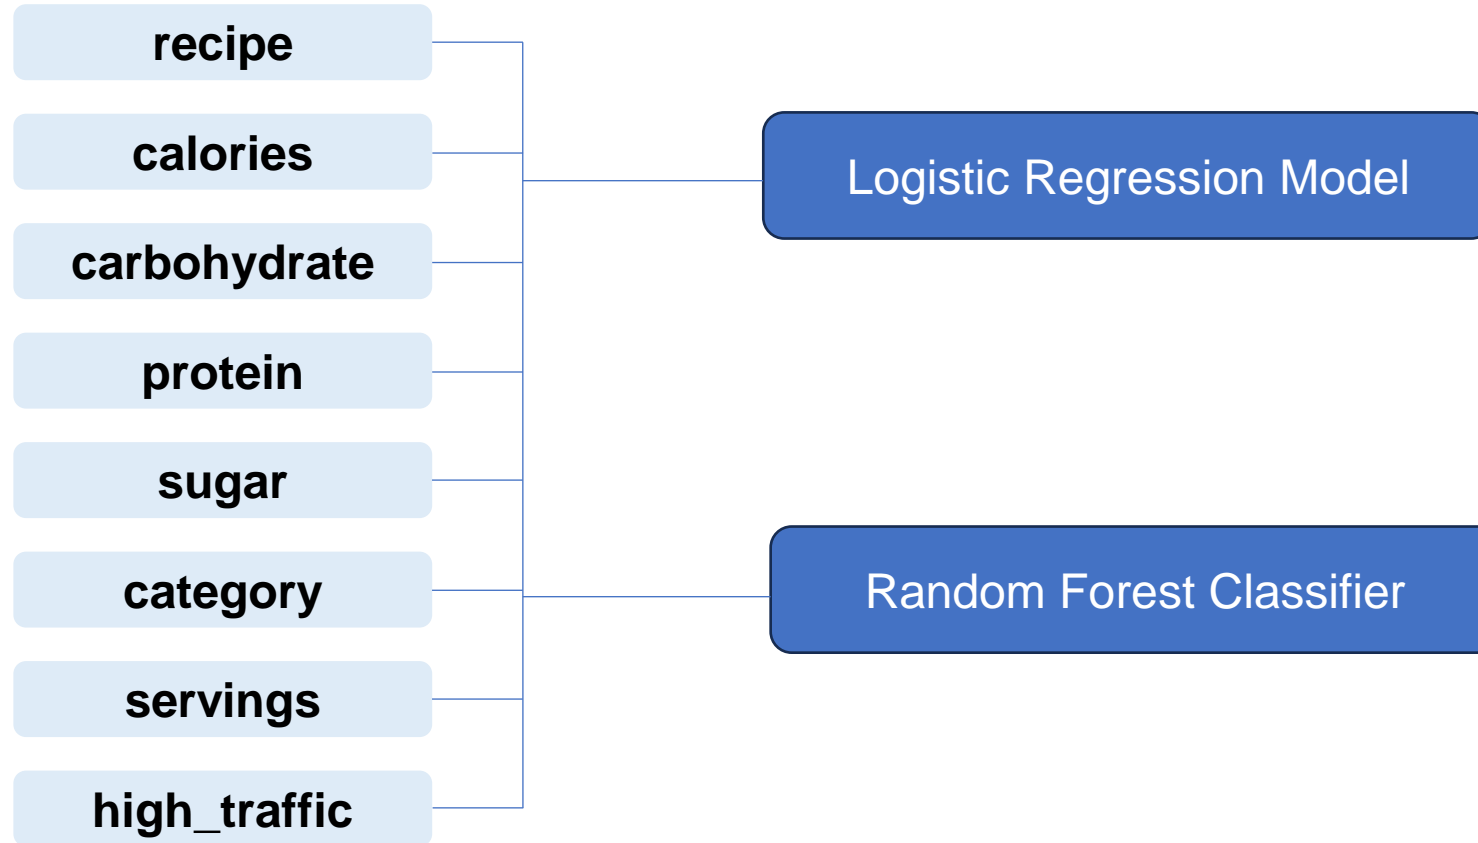 recipe
calories
carbohydrate
protein
sugar
category
servings
high_traffic
Logistic Regression Model
Random Forest Classifier